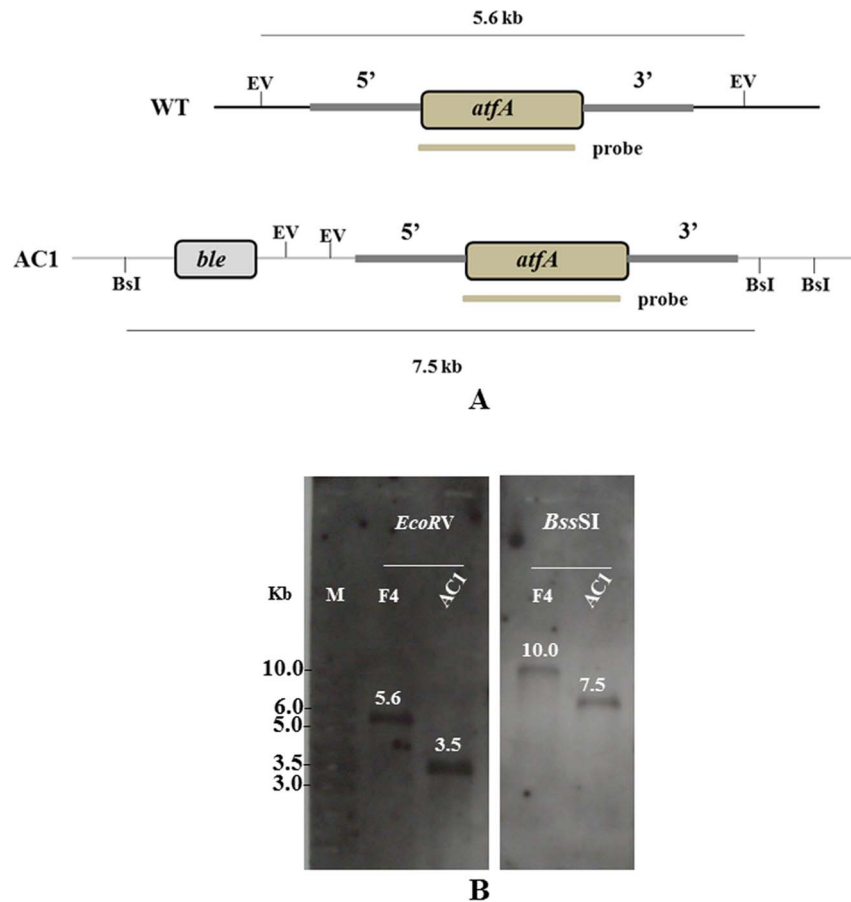 5.6 kb
EV 5’ 3’ EV
WT atfA
probe
5’ 3’
EV EV
AC1 ble atfA
BsI BsI BsI
probe
7.5 kb
A
EcoRV BssSI
Kb M F4 AC1 F4 AC1
10.0 10.0
5.6 7.5
6.0
5.0
3.5 3.5
3.0
B